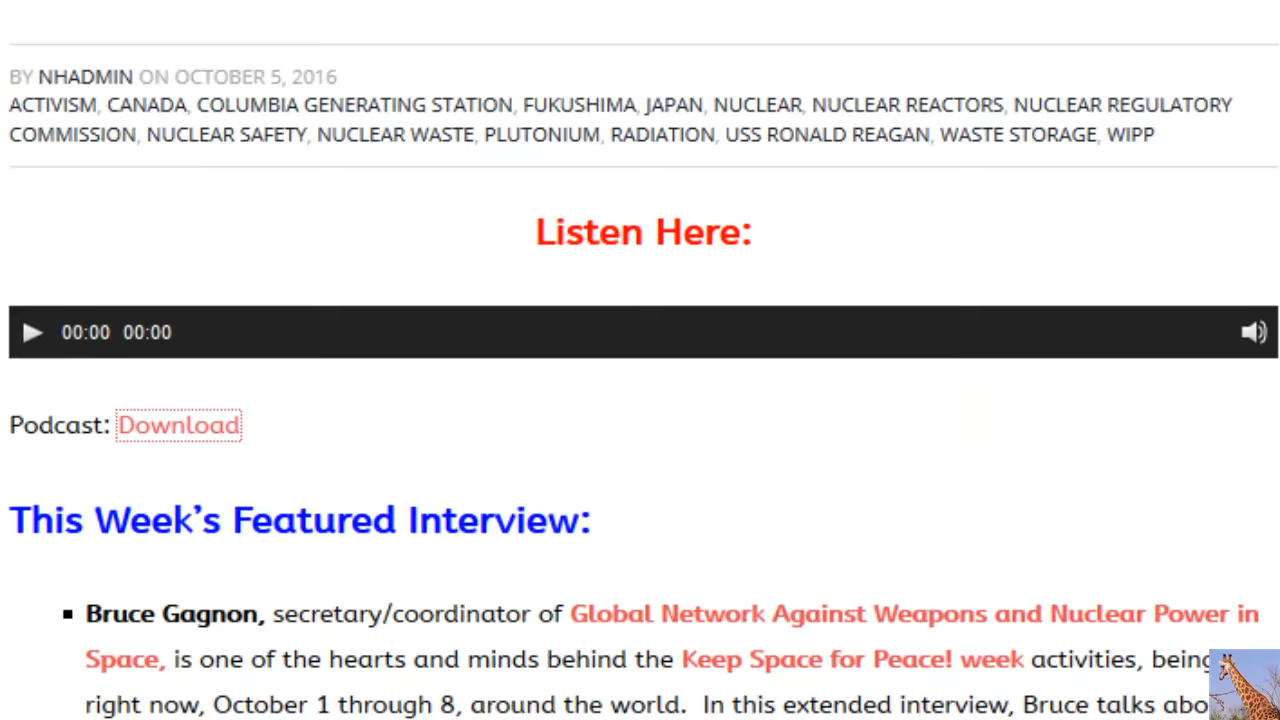 BY NHADMIN ON OCTOBER 5, 2016
ACTIVISM, CANADA, COLUMBIA GENERATING STATION, FUKUSHIMA, JAPAN, NUCLEAR, NUCLEAR REACTORS, NUCLEAR REGULATORY
COMMISSION, NUCLEAR SAFETY, NUCLEAR WASTE, PLUTONIUM, RADIATION, USS RONALD REAGAN, WASTE STORAGE, WIPP
Listen Here:
00:00 00:00
Podcast: Download
This Week’s Featured Interview:
Bruce Gagnon, secretary/coordinator of Global Network Against Weapons and Nuclear Power in
Space, is one of the hearts and minds behind the Keep Space for Peace! week activities, being
right now, October 1 through 8, around the world. In this extended interview, Bruce talks abo